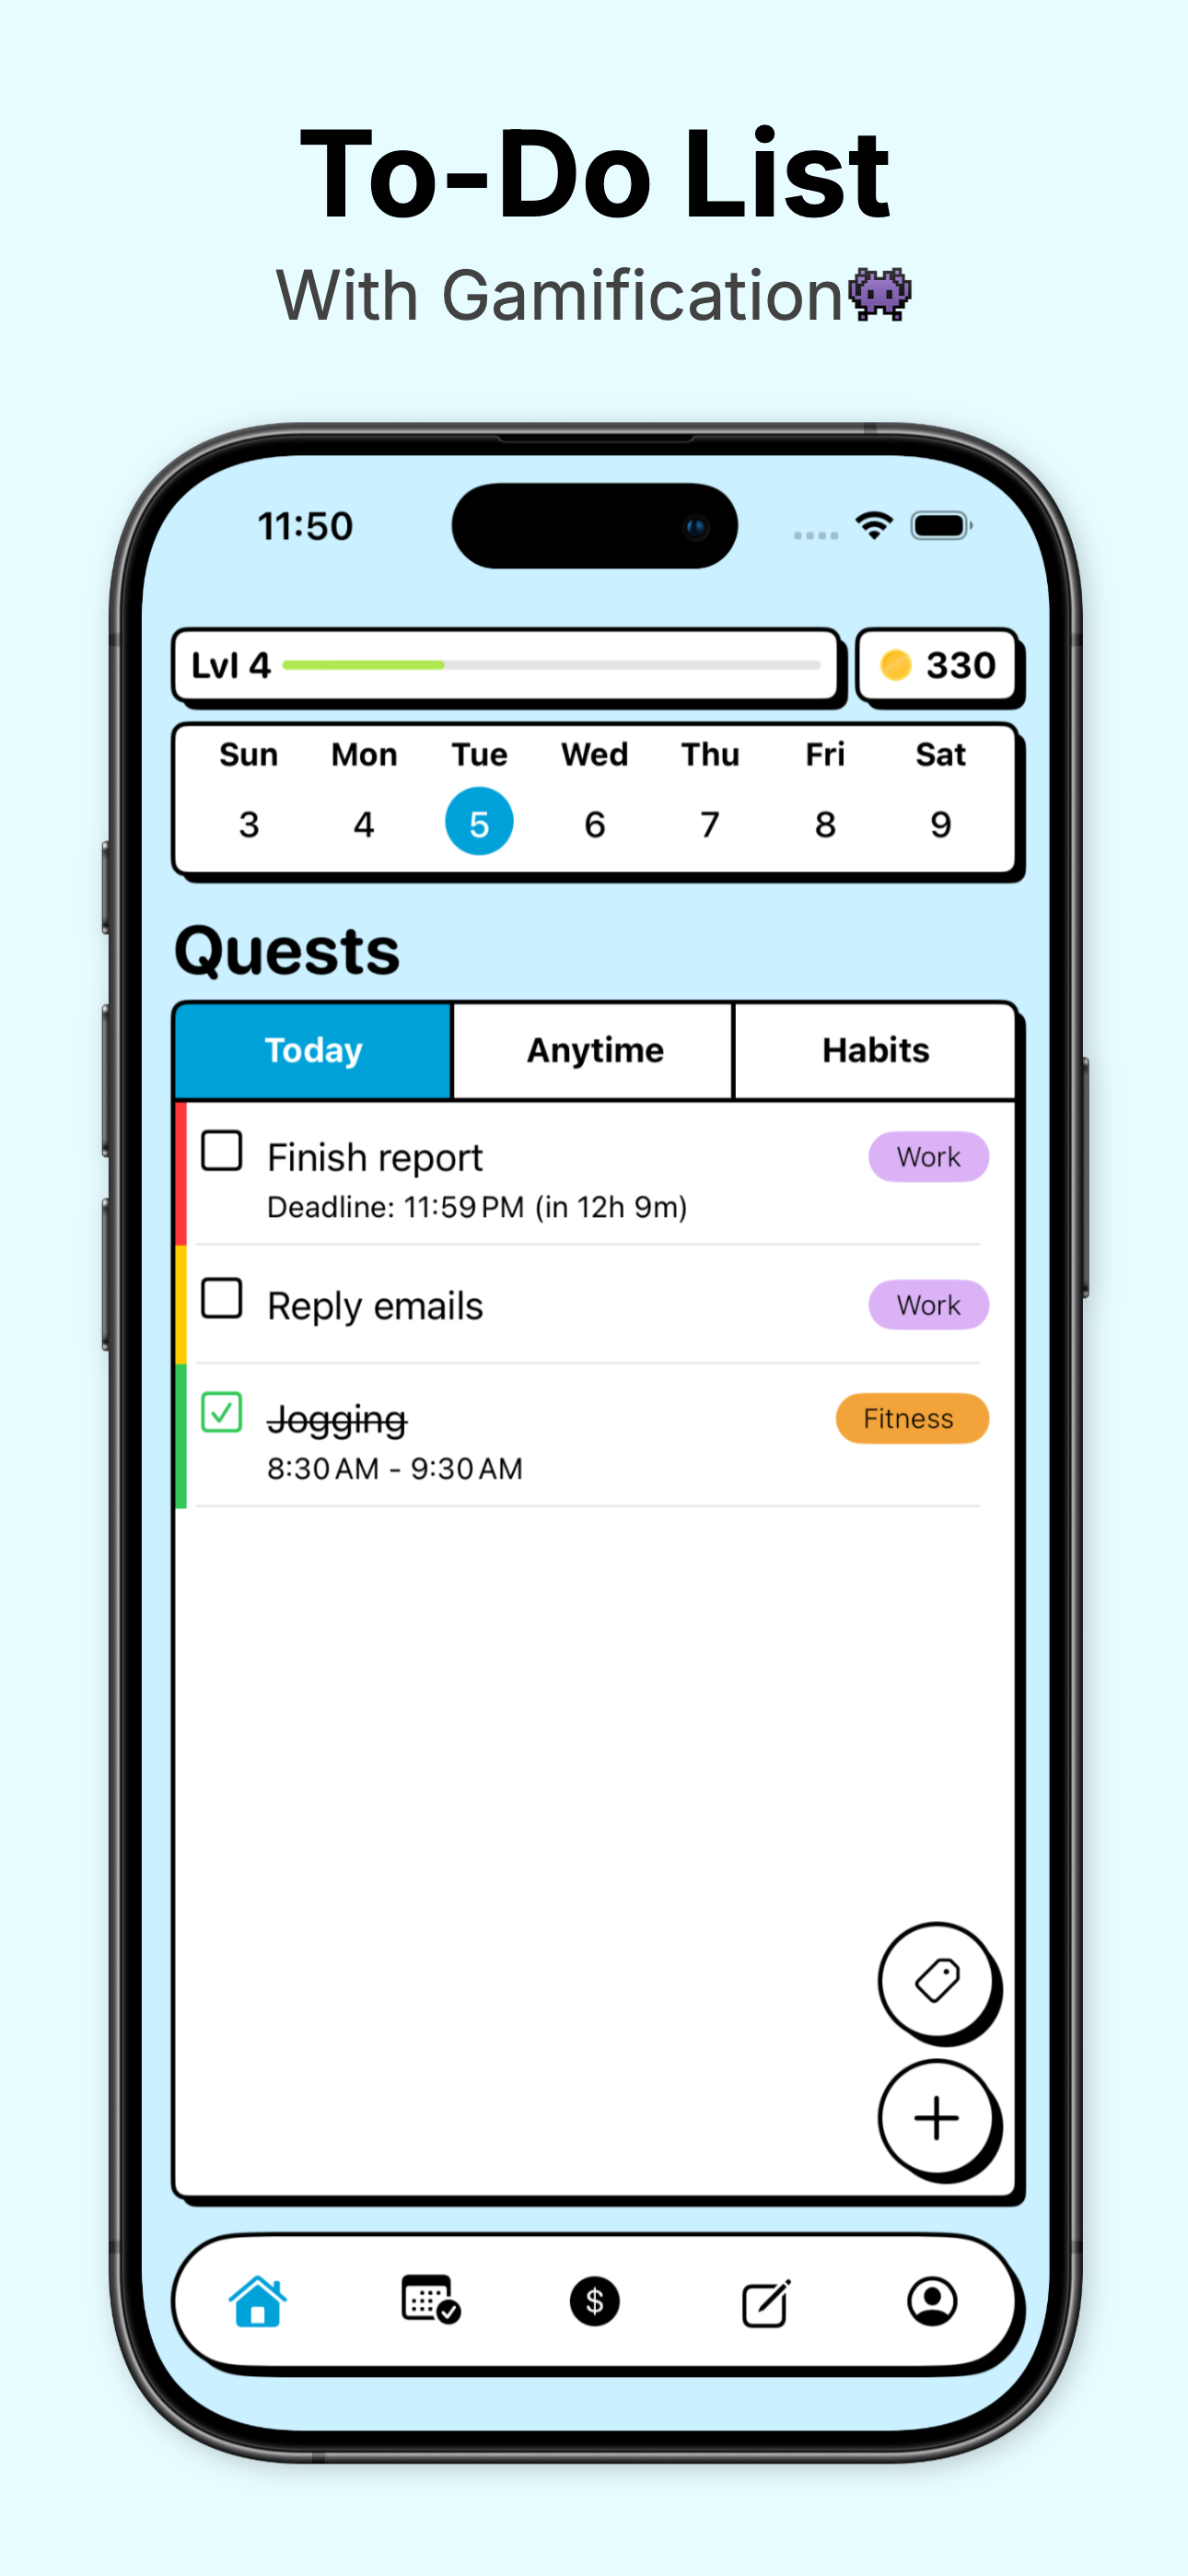 To-Do List
With Gamification👾
11:50
Lvl 4
330
Sun Mon Tue Wed Thu Fri Sat
3 4 5 6 7 8 9
Quests
Today Anytime Habits
Finish report Work
Deadline: 11:59 PM (in 12h 9m)
Reply emails Work
Jogging Fitness
8:30 AM - 9:30 AM
$